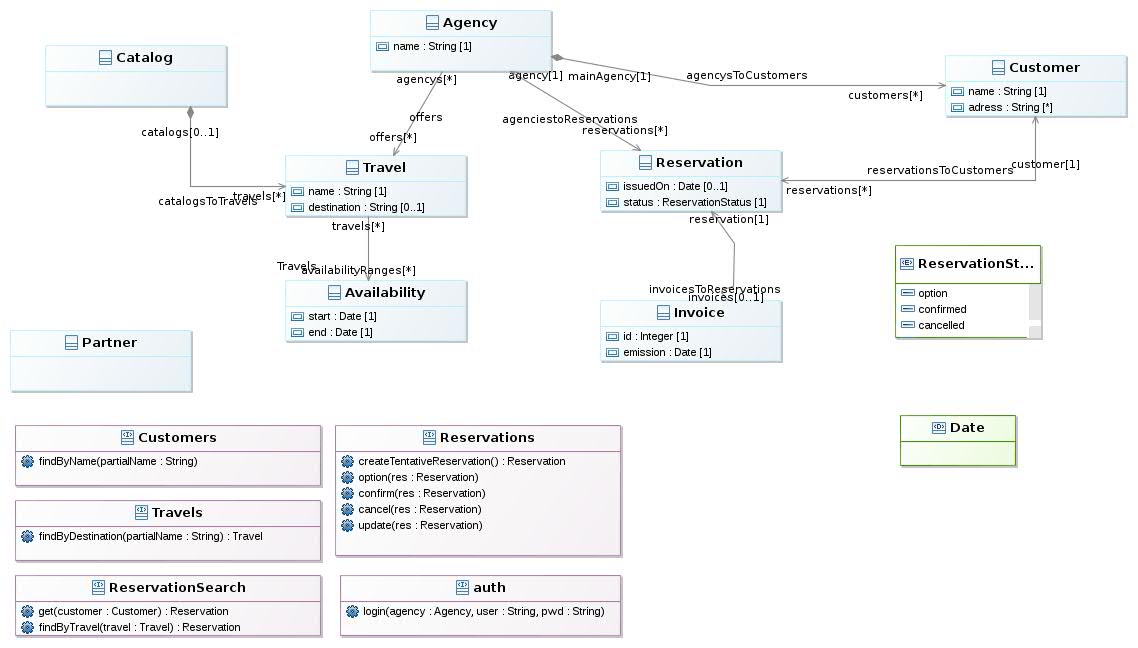 Agency
name : String [1]
Catalog
Customer
name : String [1]
adress : String [*]
agencys[*]
agency[1]
mainAgency[1]
agencysToCustomers
customers[*]
offers
agenciestoReservations
reservations[*]
catalogs[0..1]
offers[*]
Travel
name : String [1]
destination : String [0..1]
Reservation
issuedOn : Date [0..1]
status : ReservationStatus [1]
reservationsToCustomers
customer[1]
reservations[*]
catalogsToTravels
travels[*]
travels[*]
reservation[1]
Travels
availabilityRanges[*]
Availability
start : Date [1]
end : Date [1]
invoicesToReservations
invoices[0..1]
Invoice
id : Integer [1]
emission : Date [1]
ReservationSt...
option
confirmed
cancelled
Partner
Date
Customers
findByName(partialName : String)
Reservations
createTentativeReservation() : Reservation
option(res : Reservation)
confirm(res : Reservation)
cancel(res : Reservation)
update(res : Reservation)
Travels
findByDestination(partialName : String) : Travel
ReservationSearch
get(customer : Customer) : Reservation
findByTravel(travel : Travel) : Reservation
auth
login(agency : Agency, user : String, pwd : String)